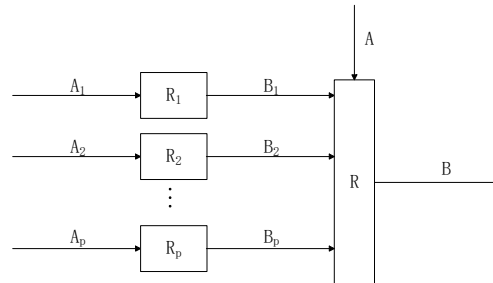 A
A₁ R₁ B₁
A₂ R₂ B₂
R B
⋮
Aₚ Rₚ Bₚ